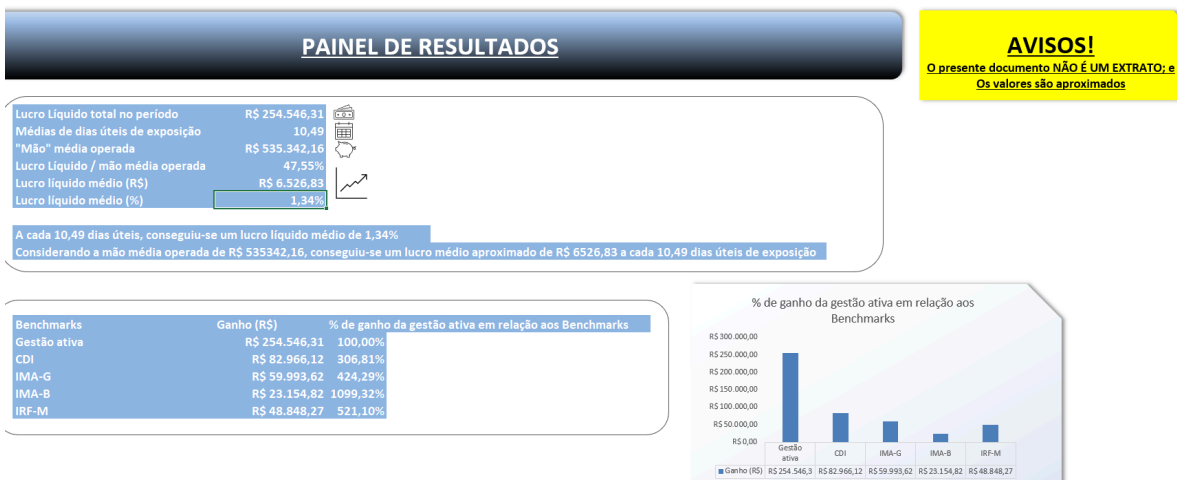 PAINEL DE RESULTADOS
AVISOS!
O presente documento NÃO É UM EXTRATO; e
Os valores são aproximados
Lucro Líquido total no período R$ 254.546,31
Médias de dias úteis de exposição 10,49
"Mão" média operada R$ 535.342,16
Lucro Líquido / mão média operada 47,55%
Lucro líquido médio (R$) R$ 6.526,83
Lucro líquido médio (%) 1,34%
A cada 10,49 dias úteis, conseguiu-se um lucro líquido médio de 1,34%
Considerando a mão média operada de R$ 535342,16, conseguiu-se um lucro médio aproximado de R$ 6526,83 a cada 10,49 dias úteis de exposição
Benchmarks Ganho (R$) % de ganho da gestão ativa em relação aos Benchmarks
Gestão ativa R$ 254.546,31 100,00%
CDI R$ 82.966,12 306,81%
IMA-G R$ 59.993,62 424,29%
IMA-B R$ 23.154,82 1099,32%
IRF-M R$ 48.848,27 521,10%
% de ganho da gestão ativa em relação aos
Benchmarks
R$ 300.000,00
R$ 250.000,00
R$ 200.000,00
R$ 150.000,00
R$ 100.000,00
R$ 50.000,00
R$ 0,00
Gestão
ativa CDI IMA-G IMA-B IRF-M
Ganho (R$) R$ 254.546,3 R$ 82.966,12 R$ 59.993,62 R$ 23.154,82 R$ 48.848,27